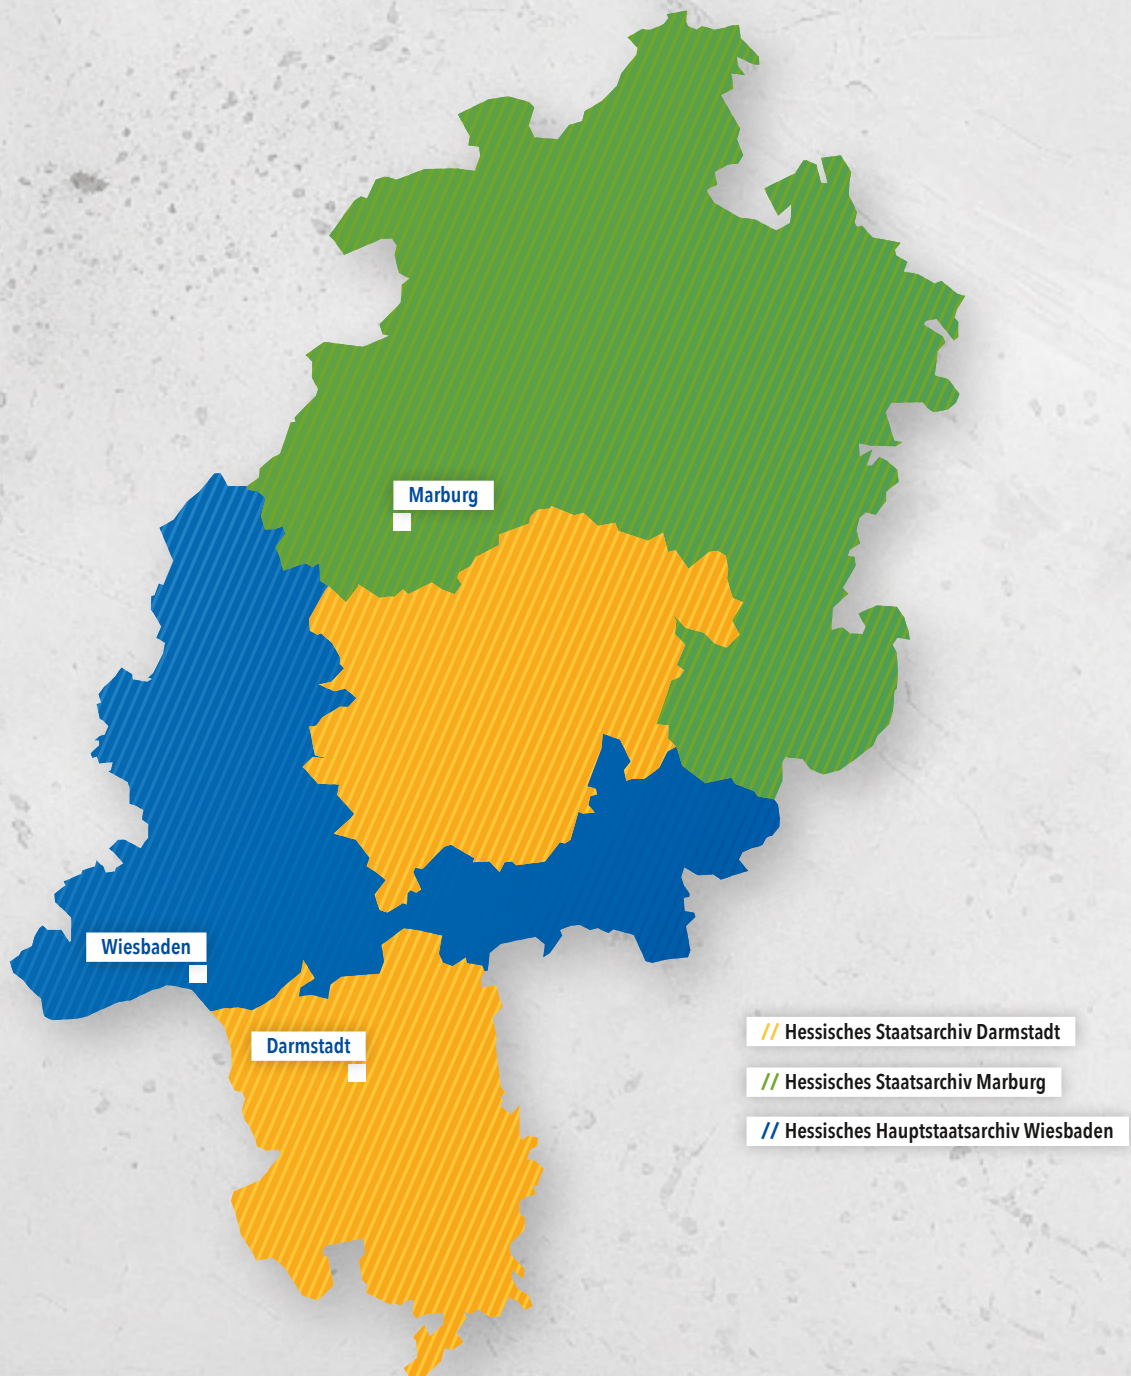 Marburg
Wiesbaden
Darmstadt
// Hessisches Staatsarchiv Darmstadt
// Hessisches Staatsarchiv Marburg
// Hessisches Hauptstaatsarchiv Wiesbaden